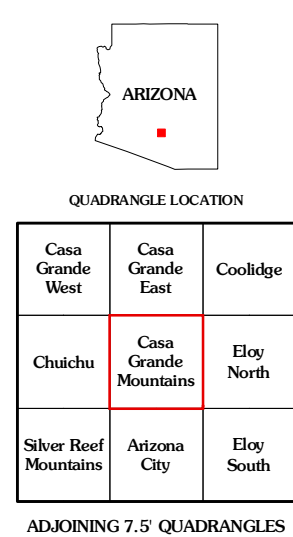 ARIZONA
QUADRANGLE LOCATION
Casa
Grande
West
Casa
Grande
East
Coolidge
Chuichu
Casa
Grande
Mountains
Eloy
North
Silver Reef
Mountains
Arizona
City
Eloy
South
ADJOINING 7.5' QUADRANGLES